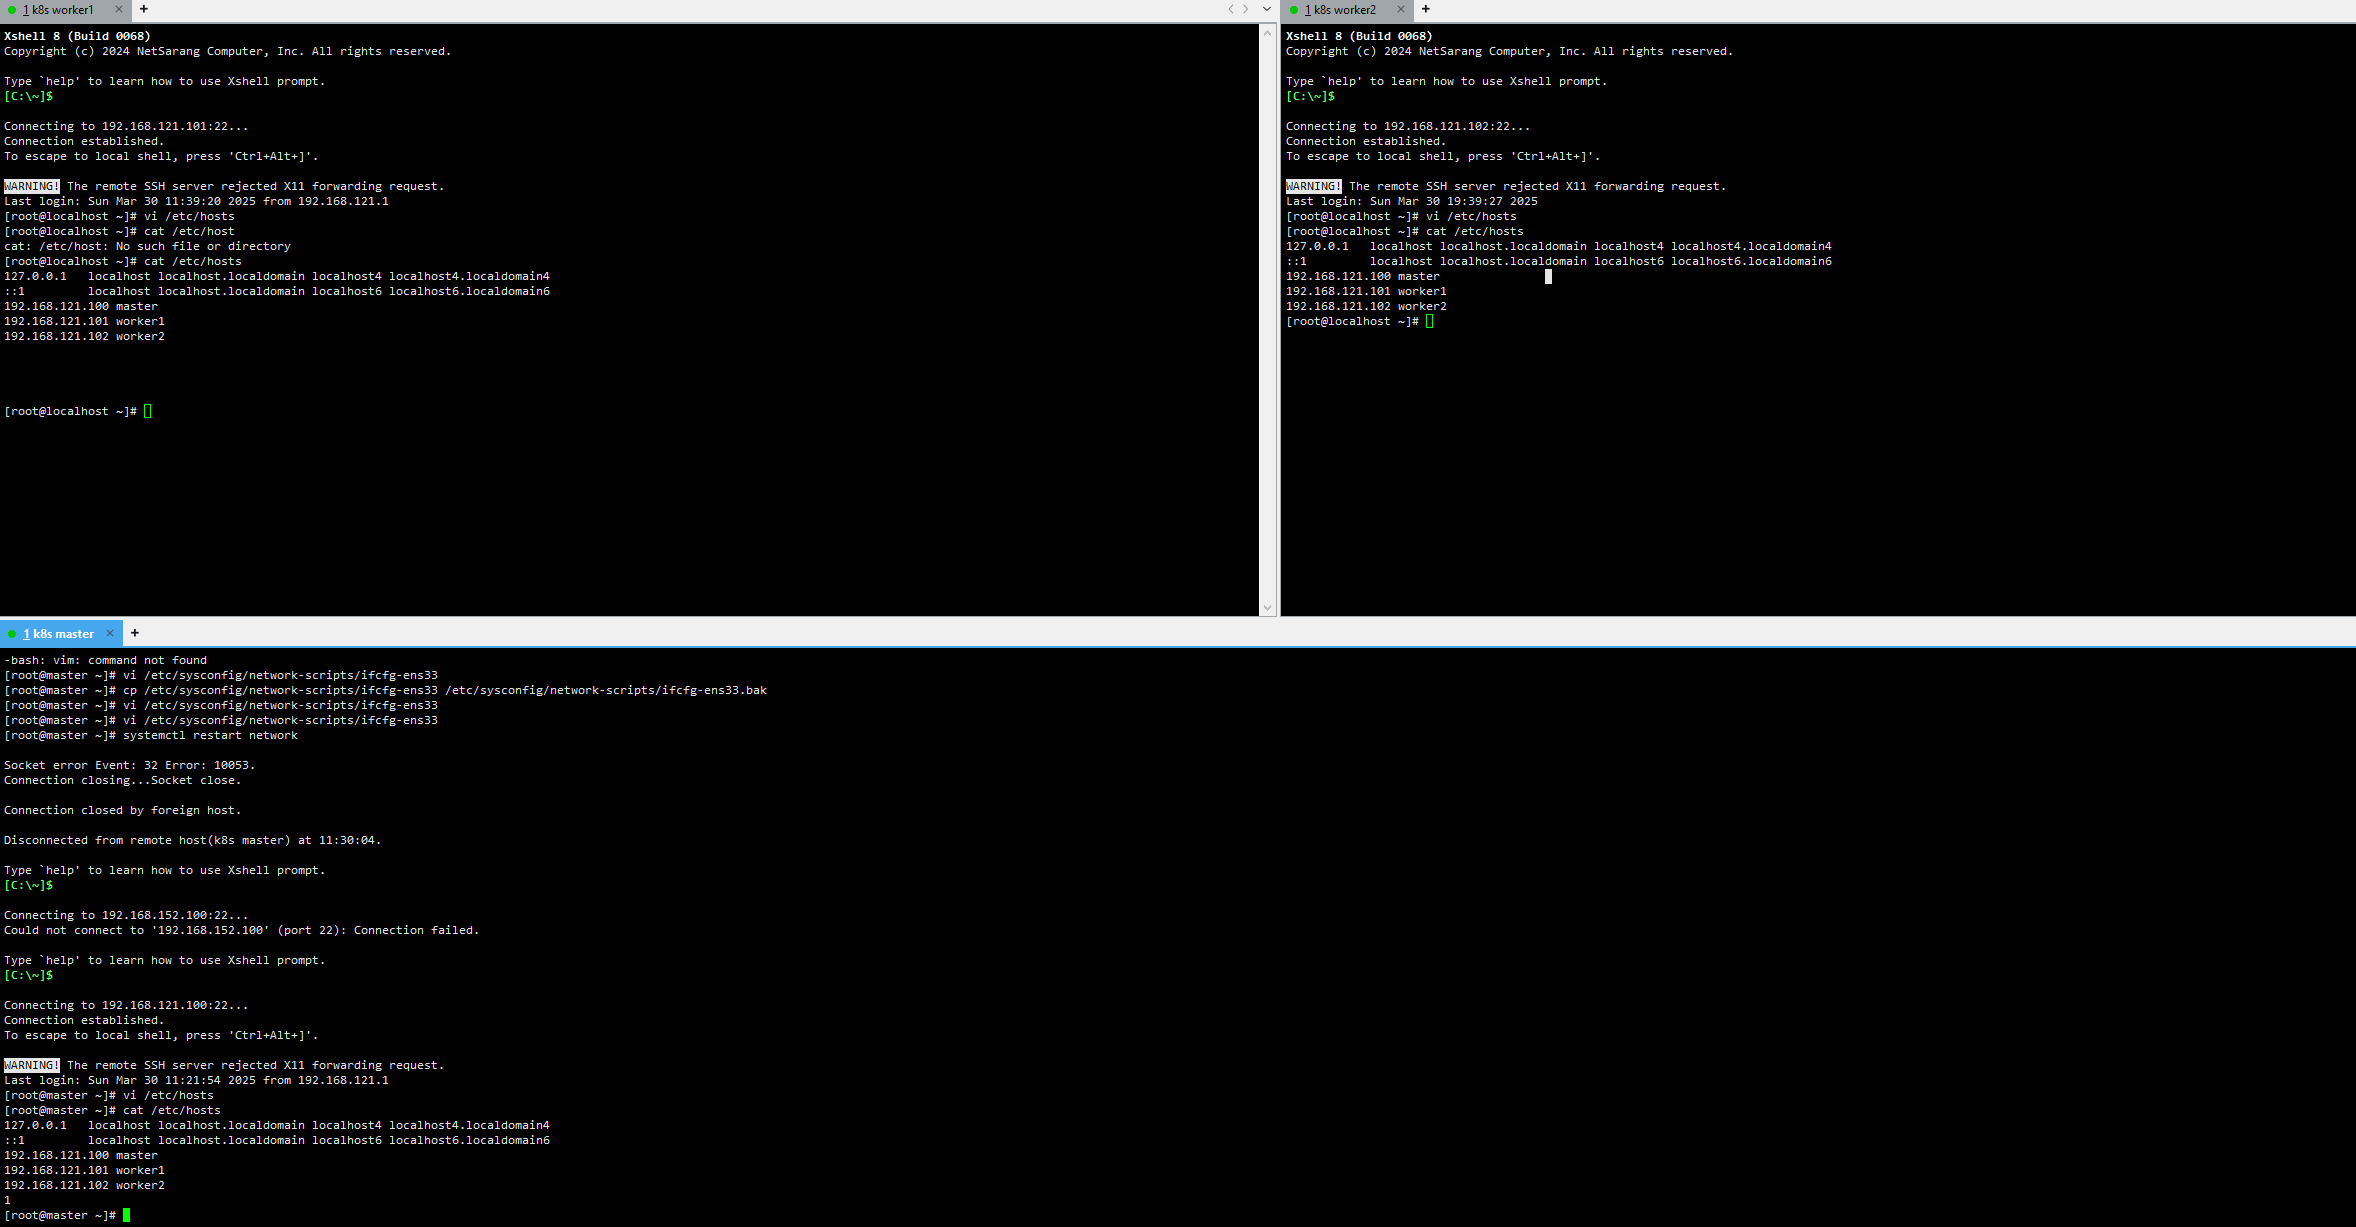 1 k8s worker1
Xshell 8 (Build 0068)
Copyright (c) 2024 NetSarang Computer, Inc. All rights reserved.
Type `help' to learn how to use Xshell prompt.
[C:\~]$
Connecting to 192.168.121.101:22...
Connection established.
To escape to local shell, press 'Ctrl+Alt+]'.
WARNING! The remote SSH server rejected X11 forwarding request.
Last login: Sun Mar 30 11:39:20 2025 from 192.168.121.1
[root@localhost ~]# vi /etc/hosts
[root@localhost ~]# cat /etc/host
cat: /etc/host: No such file or directory
[root@localhost ~]# cat /etc/hosts
127.0.0.1   localhost localhost.localdomain localhost4 localhost4.localdomain4
::1         localhost localhost.localdomain localhost6 localhost6.localdomain6
192.168.121.100 master
192.168.121.101 worker1
192.168.121.102 worker2
[root@localhost ~]#
1 k8s worker2
Xshell 8 (Build 0068)
Copyright (c) 2024 NetSarang Computer, Inc. All rights reserved.
Type `help' to learn how to use Xshell prompt.
[C:\~]$
Connecting to 192.168.121.102:22...
Connection established.
To escape to local shell, press 'Ctrl+Alt+]'.
WARNING! The remote SSH server rejected X11 forwarding request.
Last login: Sun Mar 30 19:39:27 2025
[root@localhost ~]# vi /etc/hosts
[root@localhost ~]# cat /etc/hosts
127.0.0.1   localhost localhost.localdomain localhost4 localhost4.localdomain4
::1         localhost localhost.localdomain localhost6 localhost6.localdomain6
192.168.121.100 master
192.168.121.101 worker1
192.168.121.102 worker2
[root@localhost ~]#
1 k8s master
-bash: vim: command not found
[root@master ~]# vi /etc/sysconfig/network-scripts/ifcfg-ens33
[root@master ~]# cp /etc/sysconfig/network-scripts/ifcfg-ens33 /etc/sysconfig/network-scripts/ifcfg-ens33.bak
[root@master ~]# vi /etc/sysconfig/network-scripts/ifcfg-ens33
[root@master ~]# vi /etc/sysconfig/network-scripts/ifcfg-ens33
[root@master ~]# systemctl restart network
Socket error Event: 32 Error: 10053.
Connection closing...Socket close.
Connection closed by foreign host.
Disconnected from remote host(k8s master) at 11:30:04.
Type `help' to learn how to use Xshell prompt.
[C:\~]$
Connecting to 192.168.152.100:22...
Could not connect to '192.168.152.100' (port 22): Connection failed.
Type `help' to learn how to use Xshell prompt.
[C:\~]$
Connecting to 192.168.121.100:22...
Connection established.
To escape to local shell, press 'Ctrl+Alt+]'.
WARNING! The remote SSH server rejected X11 forwarding request.
Last login: Sun Mar 30 11:21:54 2025 from 192.168.121.1
[root@master ~]# vi /etc/hosts
[root@master ~]# cat /etc/hosts
127.0.0.1   localhost localhost.localdomain localhost4 localhost4.localdomain4
::1         localhost localhost.localdomain localhost6 localhost6.localdomain6
192.168.121.100 master
192.168.121.101 worker1
192.168.121.102 worker2
1
[root@master ~]#